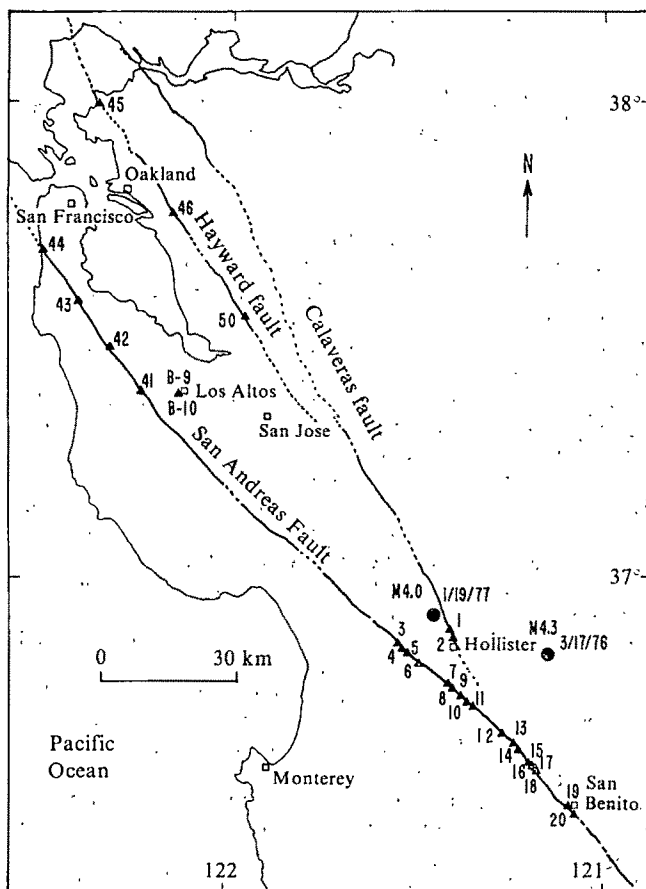 45
38°
Oakland
N
San Francisco
46
44
Hayward fault
43
50
Calaveras fault
42
41
B-9
Los Altos
B-10
San Jose
San Andreas Fault
37°
M4.0
1/19/77
1
M4.3
3
2
Hollister
3/17/76
4
5
0
30 km
6
7
9
8
10
11
12
13
Pacific
Ocean
14
15
16
17
Monterey
18
19
San
Benito
20
122
121